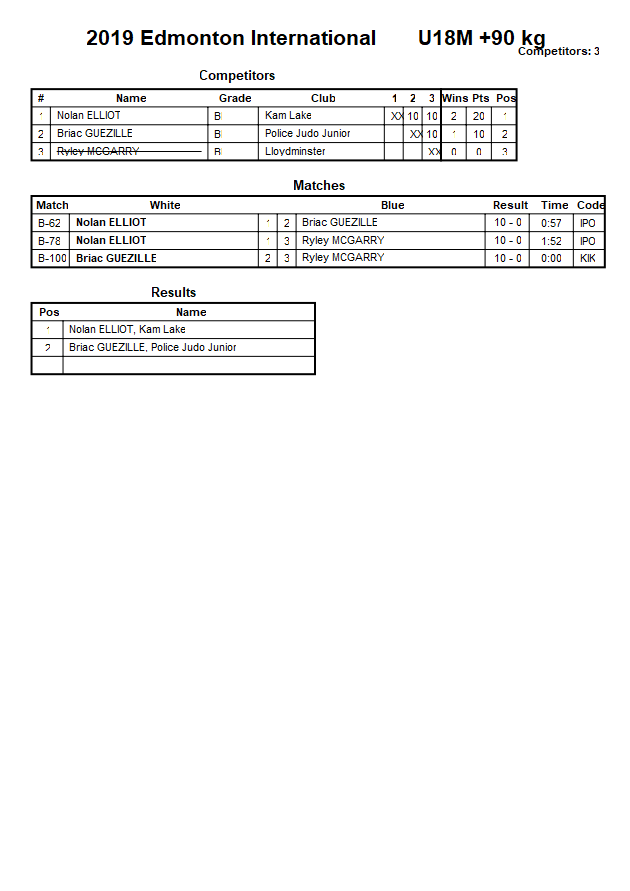 2019 Edmonton International U18M +90 kg
Competitors: 3
Competitors
# Name Grade Club 1 2 3 Wins Pts Pos
1 Nolan ELLIOT B Kam Lake XX 10 10 2 20 1
2 Briac GUEZILLE B Police Judo Junior XX 10 1 10 2
3 Ryley MCGARRY B Lloydminster XX 0 0 3
Matches
Match White Blue Result Time Code
B-62 Nolan ELLIOT 1 2 Briac GUEZILLE 10 - 0 0:57 IPO
B-78 Nolan ELLIOT 1 3 Ryley MCGARRY 10 - 0 1:52 IPO
B-100 Briac GUEZILLE 2 3 Ryley MCGARRY 10 - 0 0:00 KIK
Results
Pos Name
1 Nolan ELLIOT, Kam Lake
2 Briac GUEZILLE, Police Judo Junior